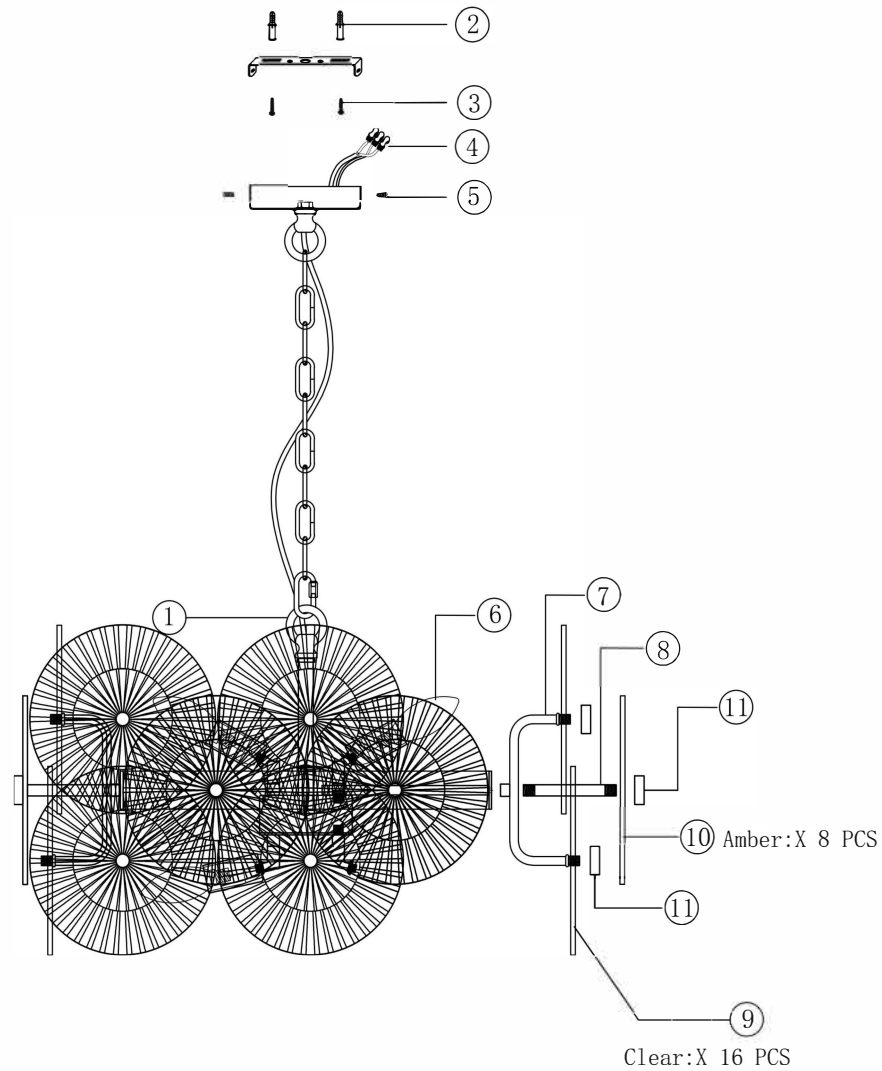 ②
③
④
⑤
① ⑥ ⑦
⑧
⑪
⑩ Amber:X 8 PCS
⑪
⑨
Clear:X 16 PCS